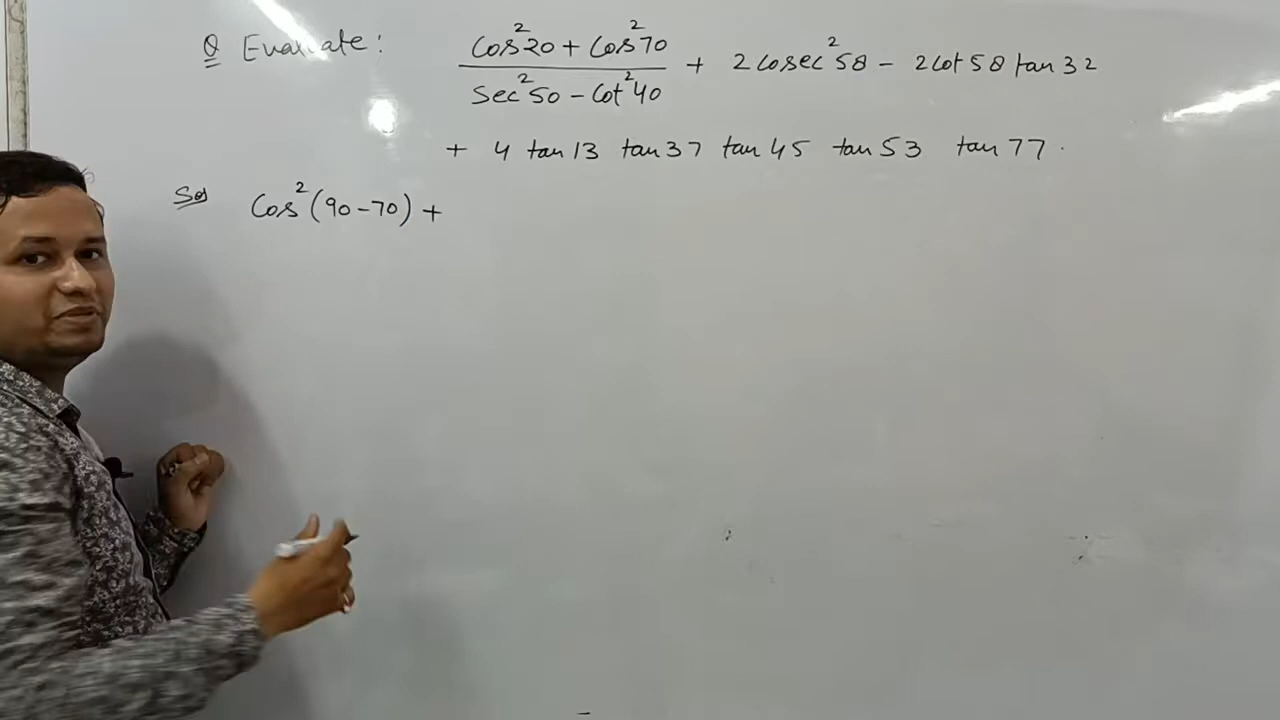 Q Evaluate: cos²20 + cos²70 / sec²50 - cot²40 + 2cosec²58 - 2cot58 tan32
+ 4 tan13 tan37 tan45 tan53 tan77.
Sol cos²(90-70) +